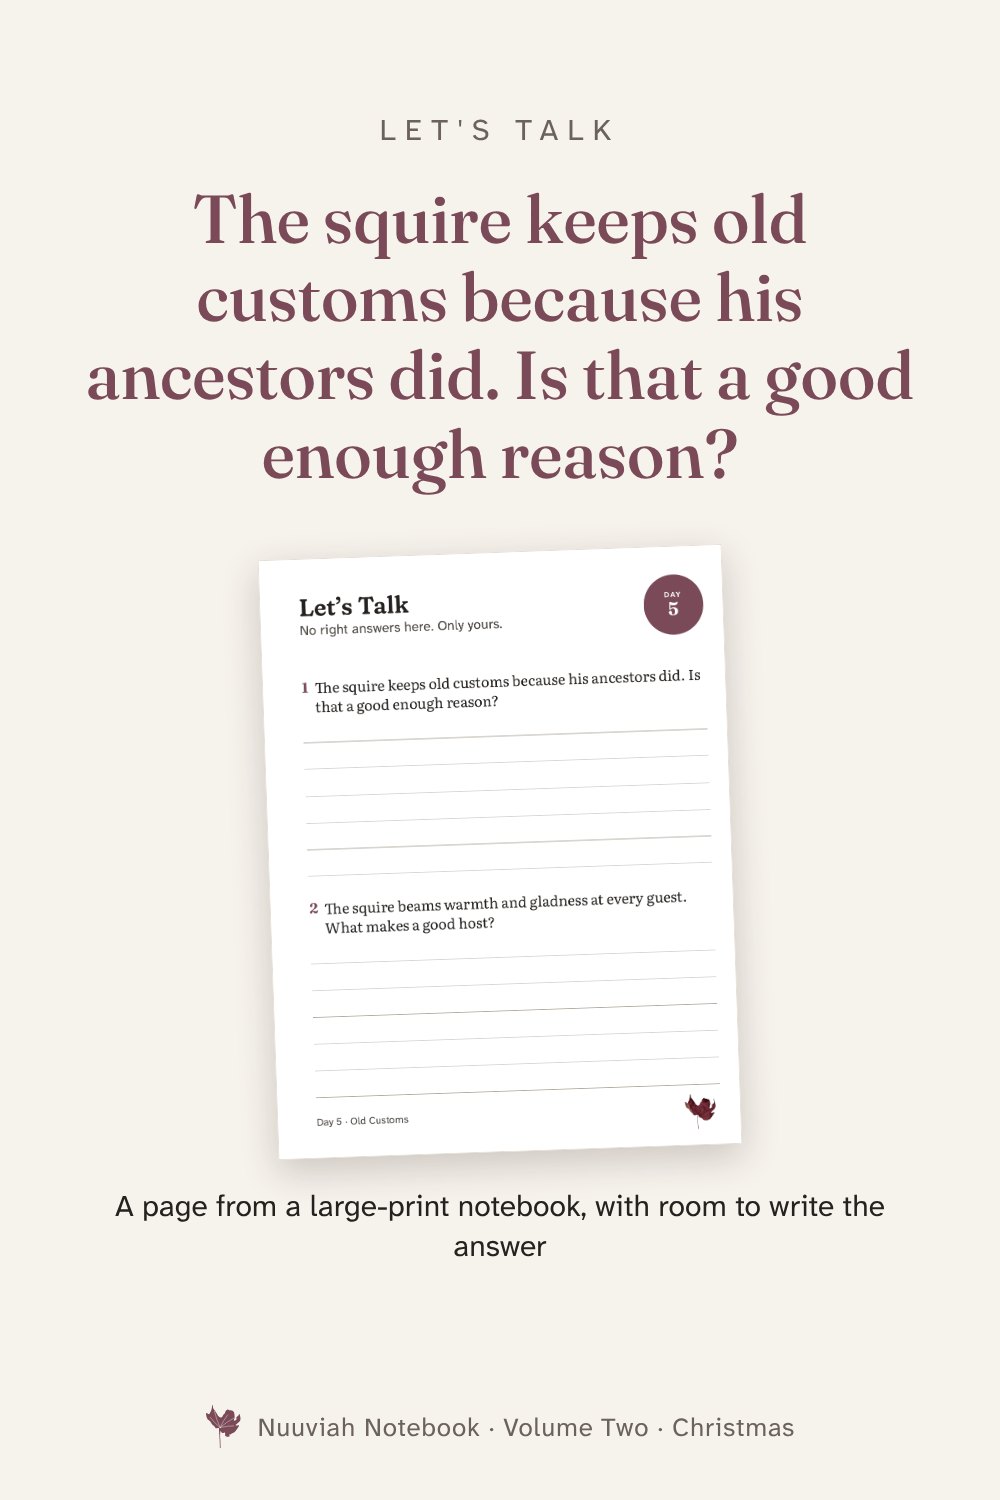 LET'S TALK
The squire keeps old
customs because his
ancestors did. Is that a good
enough reason?
Let’s Talk
No right answers here. Only yours.
DAY
5
1 The squire keeps old customs because his ancestors did. Is
that a good enough reason?
2 The squire beams warmth and gladness at every guest.
What makes a good host?
Day 5 · Old Customs
A page from a large-print notebook, with room to write the
answer
Nuuviah Notebook · Volume Two · Christmas